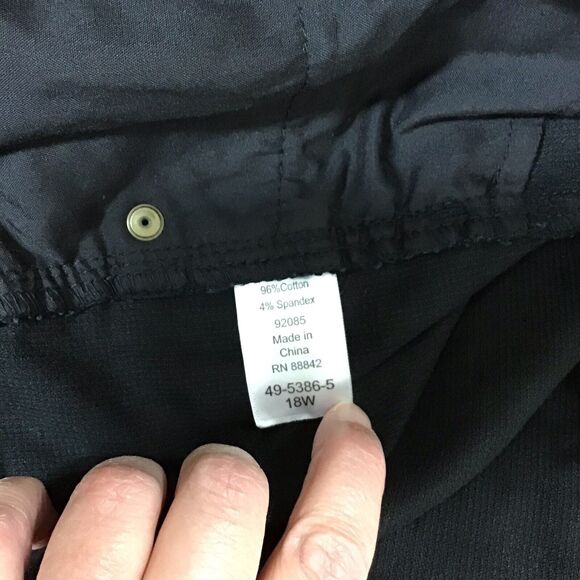 96%Cotton
4% Spandex
92085
Made in
China
RN 88842
49-5386-5
18W